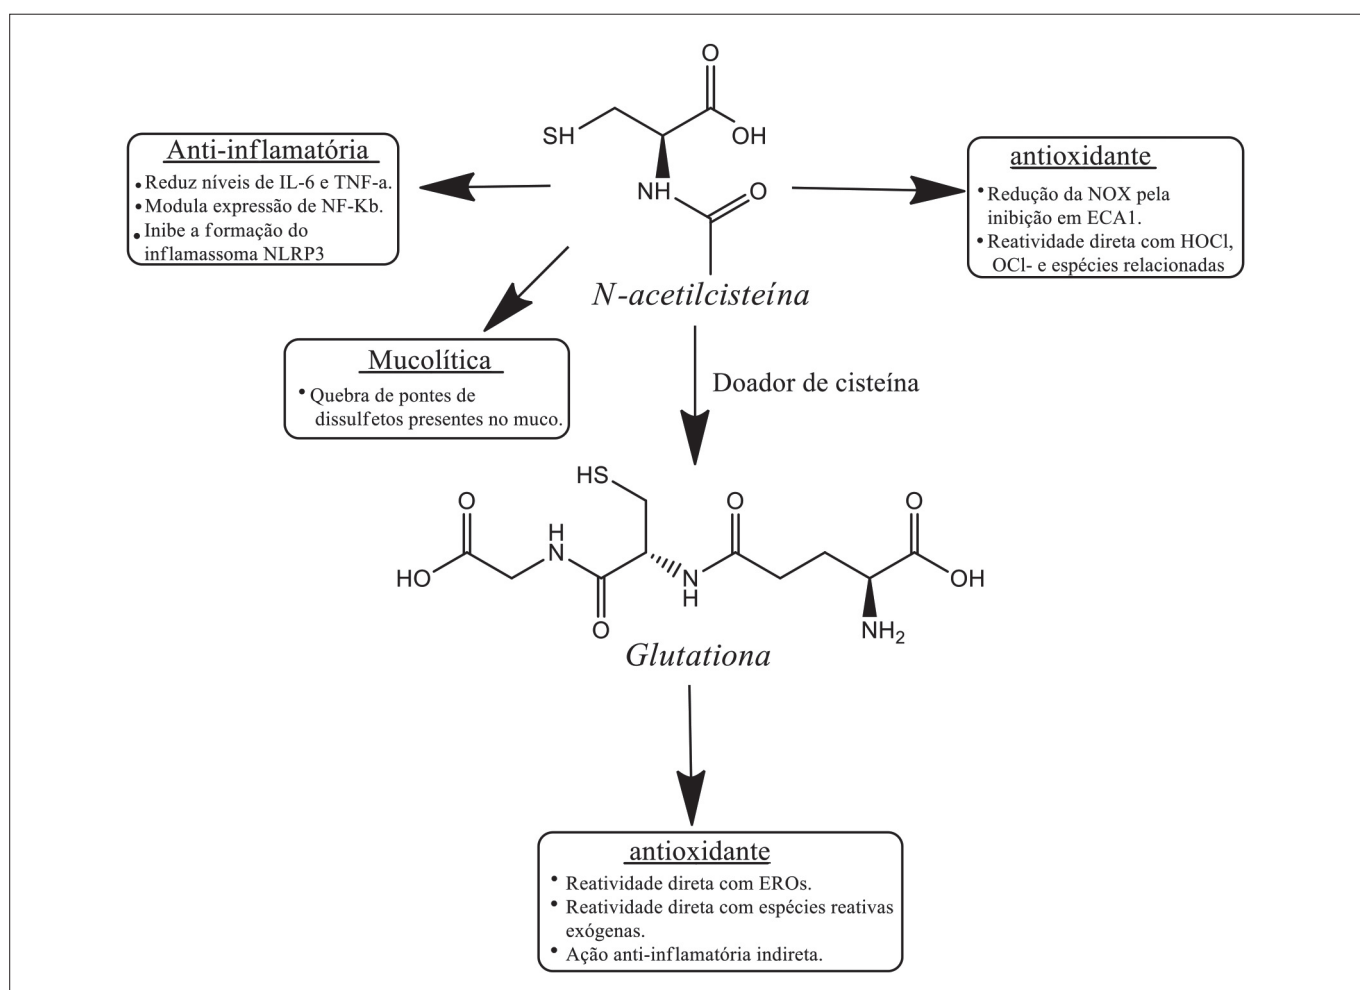 O
SH
OH
NH
O
N-acetilcisteína
Anti-inflamatória
• Reduz níveis de IL-6 e TNF-a.
• Modula expressão de NF-Kb.
• Inibe a formação do
inflamassoma NLRP3
antioxidante
• Redução da NOX pela
inibição em ECA1.
• Reatividade direta com HOCl,
OCl- e espécies relacionadas
Mucolítica
• Quebra de pontes de
dissulfetos presentes no muco.
Doador de cisteína
HS
O
O
O
H
N
HO
O
N
H
OH
NH2
Glutationa
antioxidante
• Reatividade direta com EROs.
• Reatividade direta com espécies reativas
exógenas.
• Ação anti-inflamatória indireta.